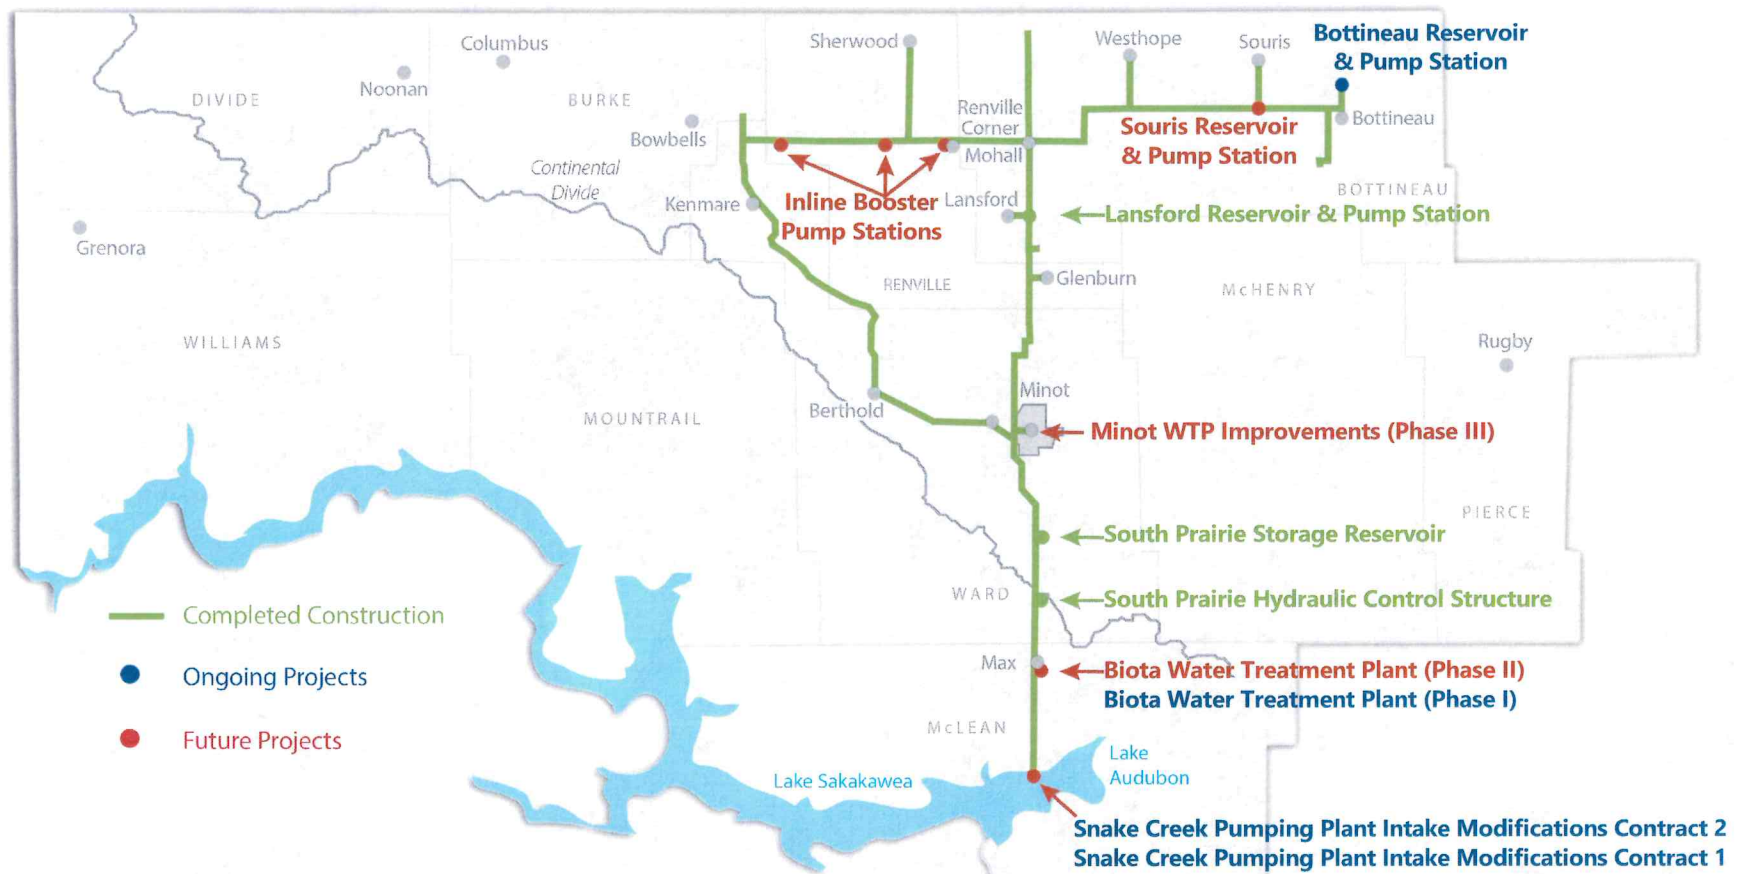 Bottineau Reservoir
& Pump Station
Columbus
Sherwood
Westhope
Souris
Noonan
DIVIDE
BURKE
Renville
Corner
Bottineau
Bowbells
Mohall
Souris Reservoir
& Pump Station
Continental
Divide
Kenmare
Inline Booster
Pump Stations
Lansford
BOTTINEAU
Lansford Reservoir & Pump Station
Grenora
RENVILLE
Glenburn
McHENRY
WILLIAMS
Rugby
Minot
Berthold
MOUNTRAIL
Minot WTP Improvements (Phase III)
PIERCE
South Prairie Storage Reservoir
WARD
South Prairie Hydraulic Control Structure
Completed Construction
Max
Biota Water Treatment Plant (Phase II)
Biota Water Treatment Plant (Phase I)
Ongoing Projects
McLEAN
Future Projects
Lake
Audubon
Lake Sakakawea
Snake Creek Pumping Plant Intake Modifications Contract 2
Snake Creek Pumping Plant Intake Modifications Contract 1